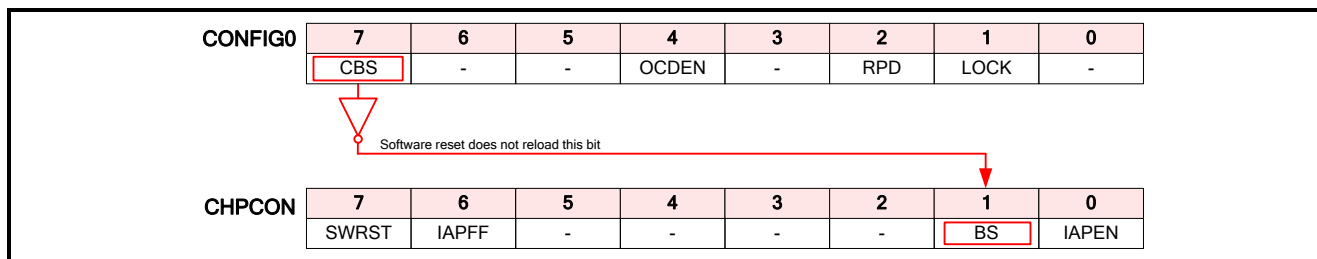 CONFIG0 7 6 5 4 3 2 1 0
CBS - - OCDEN - RPD LOCK -
Software reset does not reload this bit
CHPCON 7 6 5 4 3 2 1 0
SWRST IAPFF - - - - BS IAPEN